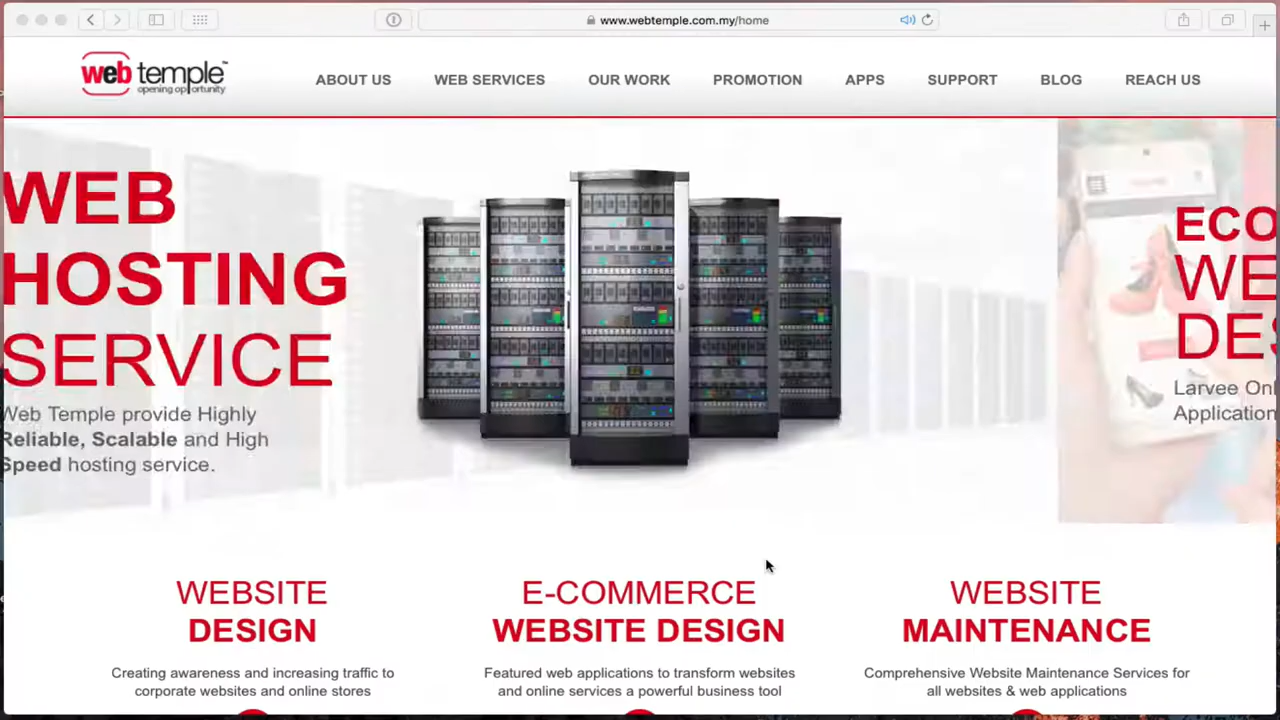 www.webtemple.com.my/home
web temple™
opening opportunity
ABOUT US
WEB SERVICES
OUR WORK
PROMOTION
APPS
SUPPORT
BLOG
REACH US
WEB
HOSTING
SERVICE
Web Temple provide Highly
Reliable, Scalable and High
Speed hosting service.
ECO
WE
DES
Larvee Onl
Application
WEBSITE
DESIGN
Creating awareness and increasing traffic to
corporate websites and online stores
E-COMMERCE
WEBSITE DESIGN
Featured web applications to transform websites
and online services a powerful business tool
WEBSITE
MAINTENANCE
Comprehensive Website Maintenance Services for
all websites & web applications